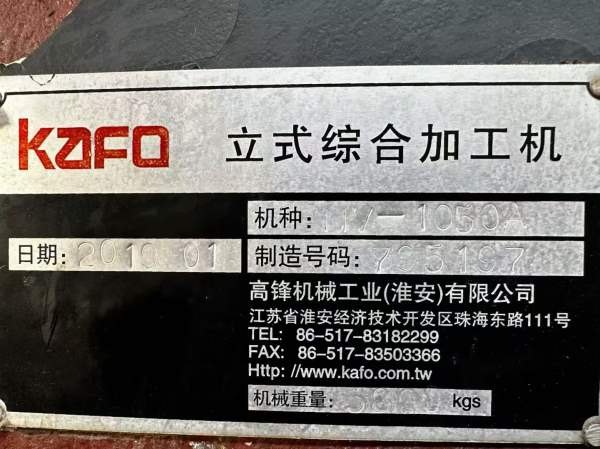 KAFO 立式综合加工机
机种:
日期: 2010 01 制造号码:
高锋机械工业(淮安)有限公司
江苏省淮安经济技术开发区珠海东路111号
TEL: 86-517-83182299
FAX: 86-517-83503366
Http: //www.kafo.com.tw
机械重量: kgs